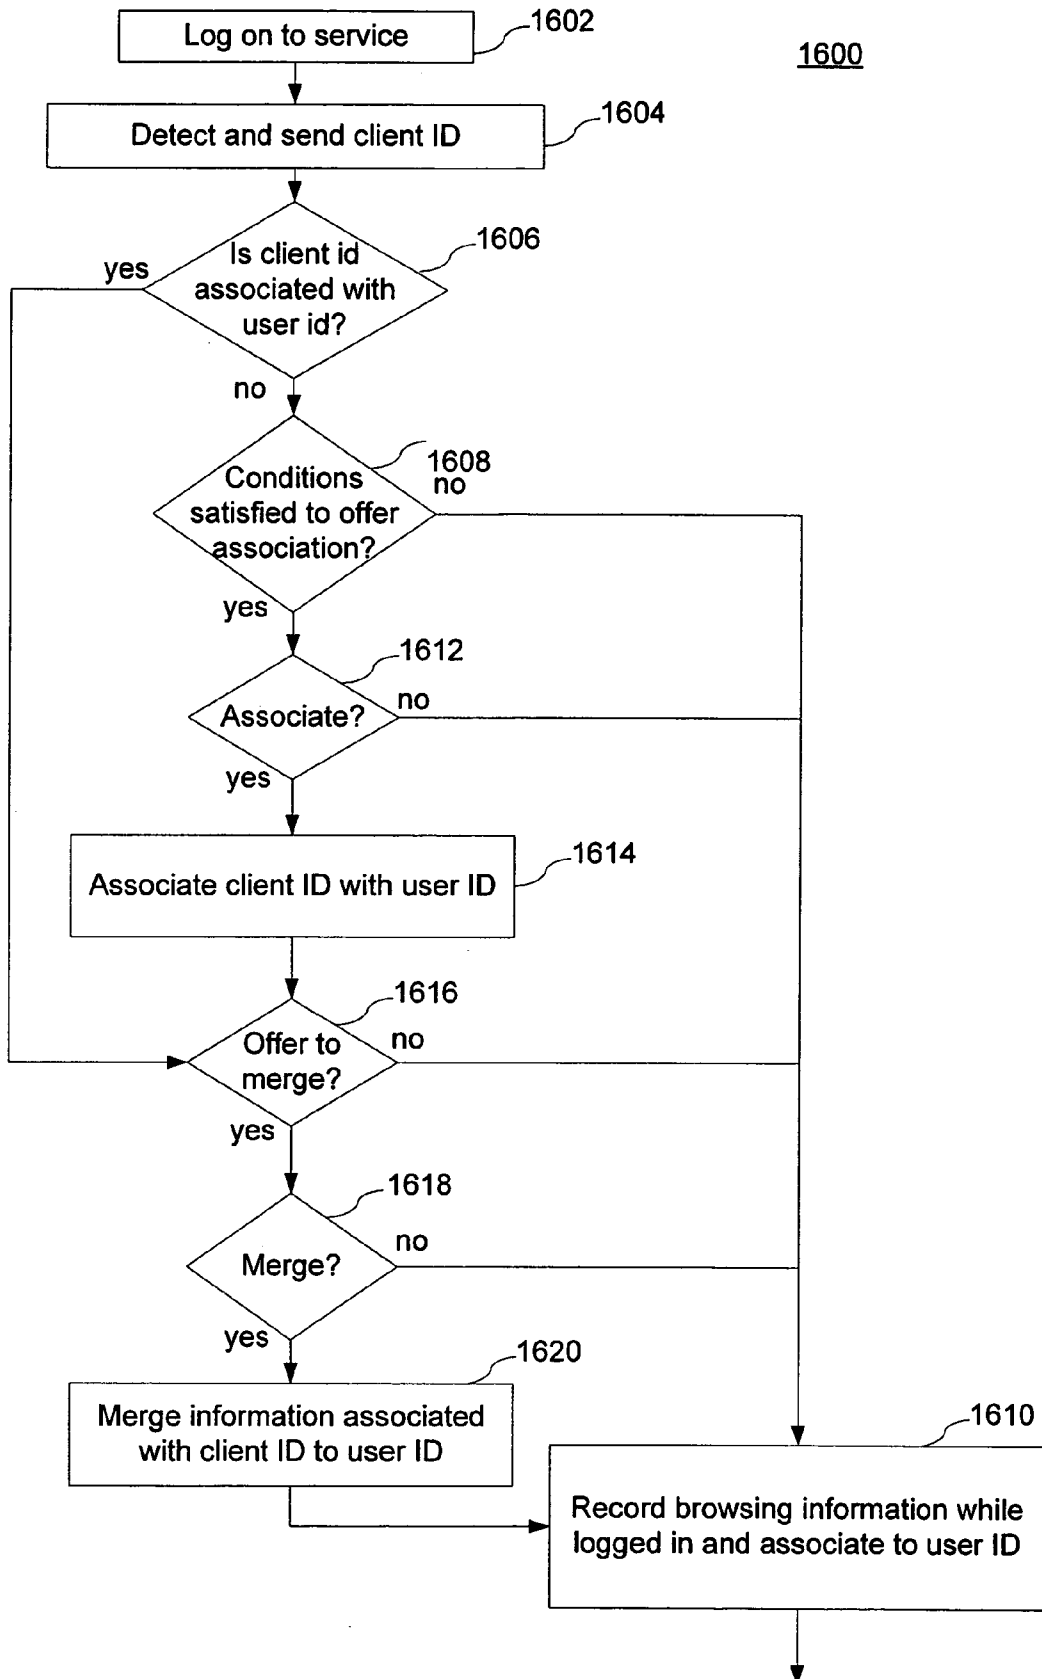 Log on to service
1602
1600
Detect and send client ID
1604
Is client id
associated with
user id?
1606
yes
no
Conditions
satisfied to offer
association?
1608
no
yes
Associate?
1612
no
yes
Associate client ID with user ID
1614
Offer to
merge?
1616
no
yes
Merge?
1618
no
yes
Merge information associated
with client ID to user ID
1620
Record browsing information while
logged in and associate to user ID
1610